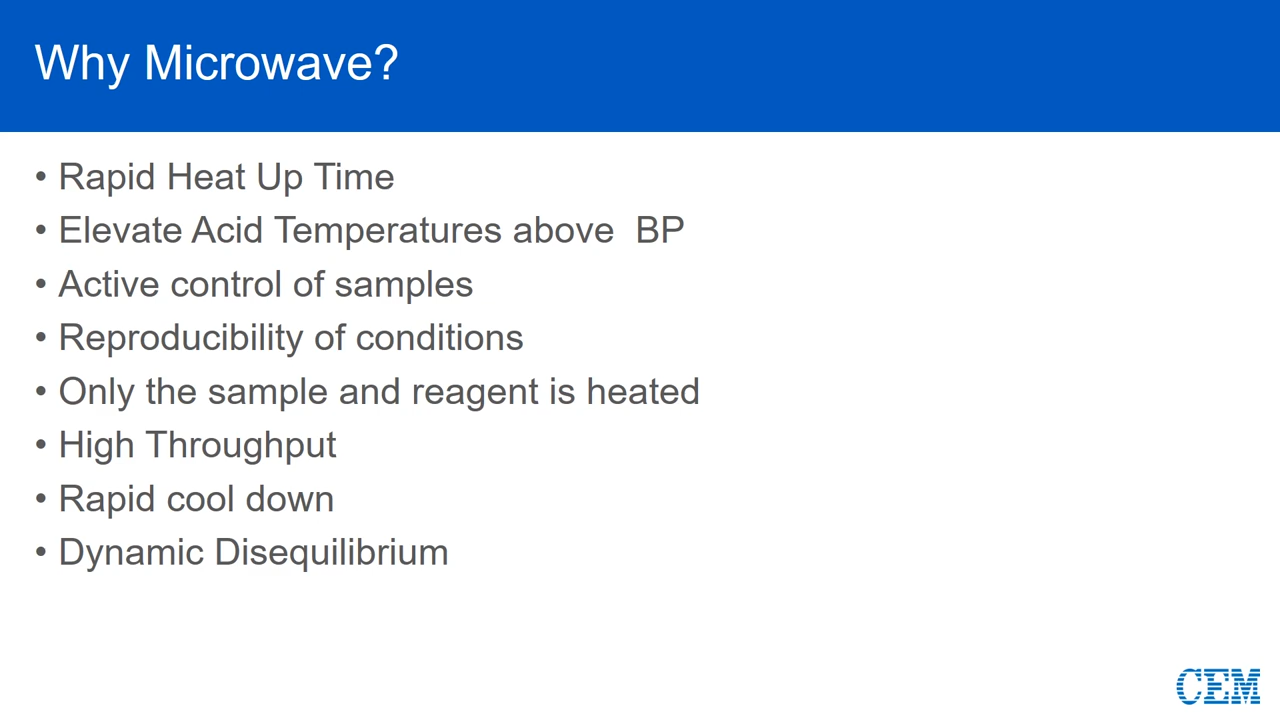 Why Microwave?
• Rapid Heat Up Time
• Elevate Acid Temperatures above  BP
• Active control of samples
• Reproducibility of conditions
• Only the sample and reagent is heated
• High Throughput
• Rapid cool down
• Dynamic Disequilibrium
CEM